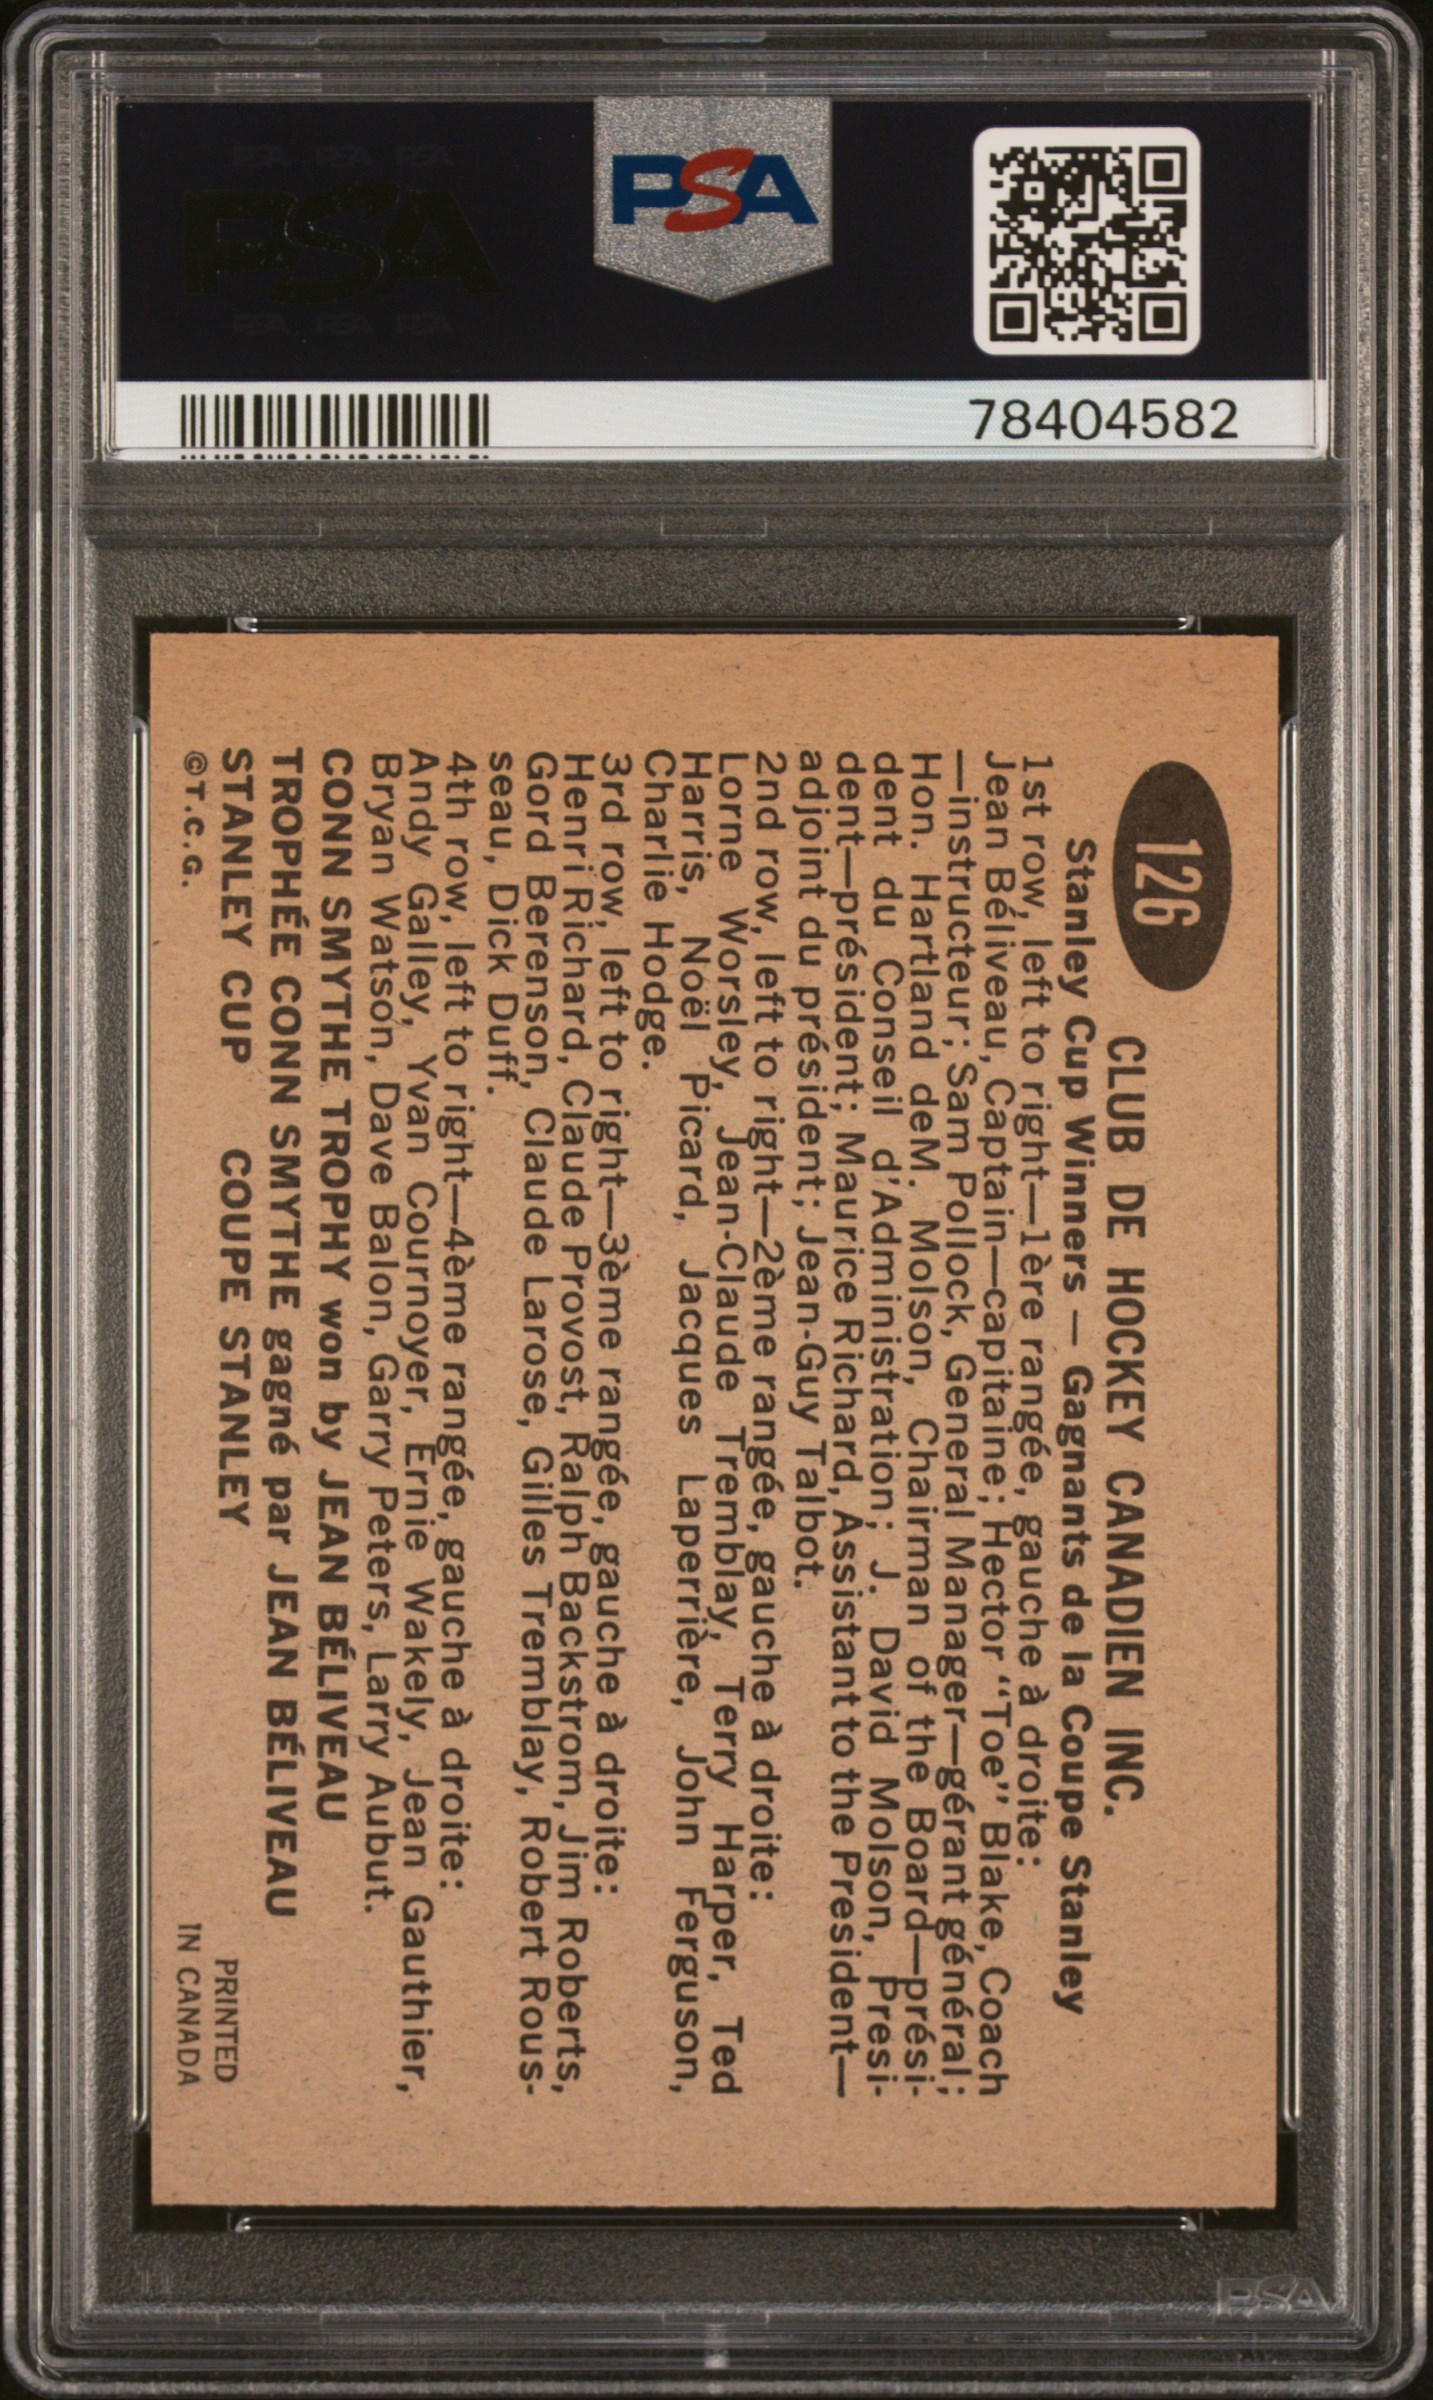 PSA
PSA PSA PSA
PSA
PSA PSA PSA
78404582
126
CLUB DE HOCKEY CANADIEN INC.
Stanley Cup Winners — Gagnants de la Coupe Stanley
1st row, left to right—1ère rangée, gauche à droite:
Jean Béliveau, Captain—capitaine; Hector “Toe” Blake, Coach
—instructeur; Sam Pollock, General Manager—gérant général;
Hon. Hartland deM. Molson, Chairman of the Board—prési-
dent du Conseil d'Administration; J. David Molson, Presi-
dent—président; Maurice Richard, Assistant to the President—
adjoint du président; Jean-Guy Talbot.
2nd row, left to right—2ème rangée, gauche à droite:
Lorne Worsley, Jean-Claude Tremblay, Terry Harper, Ted
Harris, Noël Picard, Jacques Laperrière, John Ferguson,
Charlie Hodge.
3rd row, left to right—3ème rangée, gauche à droite:
Henri Richard, Claude Provost, Ralph Backstrom, Jim Roberts,
Gord Berenson, Claude Larose, Gilles Tremblay, Robert Rous-
seau, Dick Duff.
4th row, left to right—4ème rangée, gauche à droite:
Andy Galley, Yvan Cournoyer, Ernie Wakely, Jean Gauthier,
Bryan Watson, Dave Balon, Garry Peters, Larry Aubut.
CONN SMYTHE TROPHY won by JEAN BÉLIVEAU
TROPHÉE CONN SMYTHE gagné par JEAN BÉLIVEAU
STANLEY CUP COUPE STANLEY
©T.C.G.
PRINTED
IN CANADA
PSA